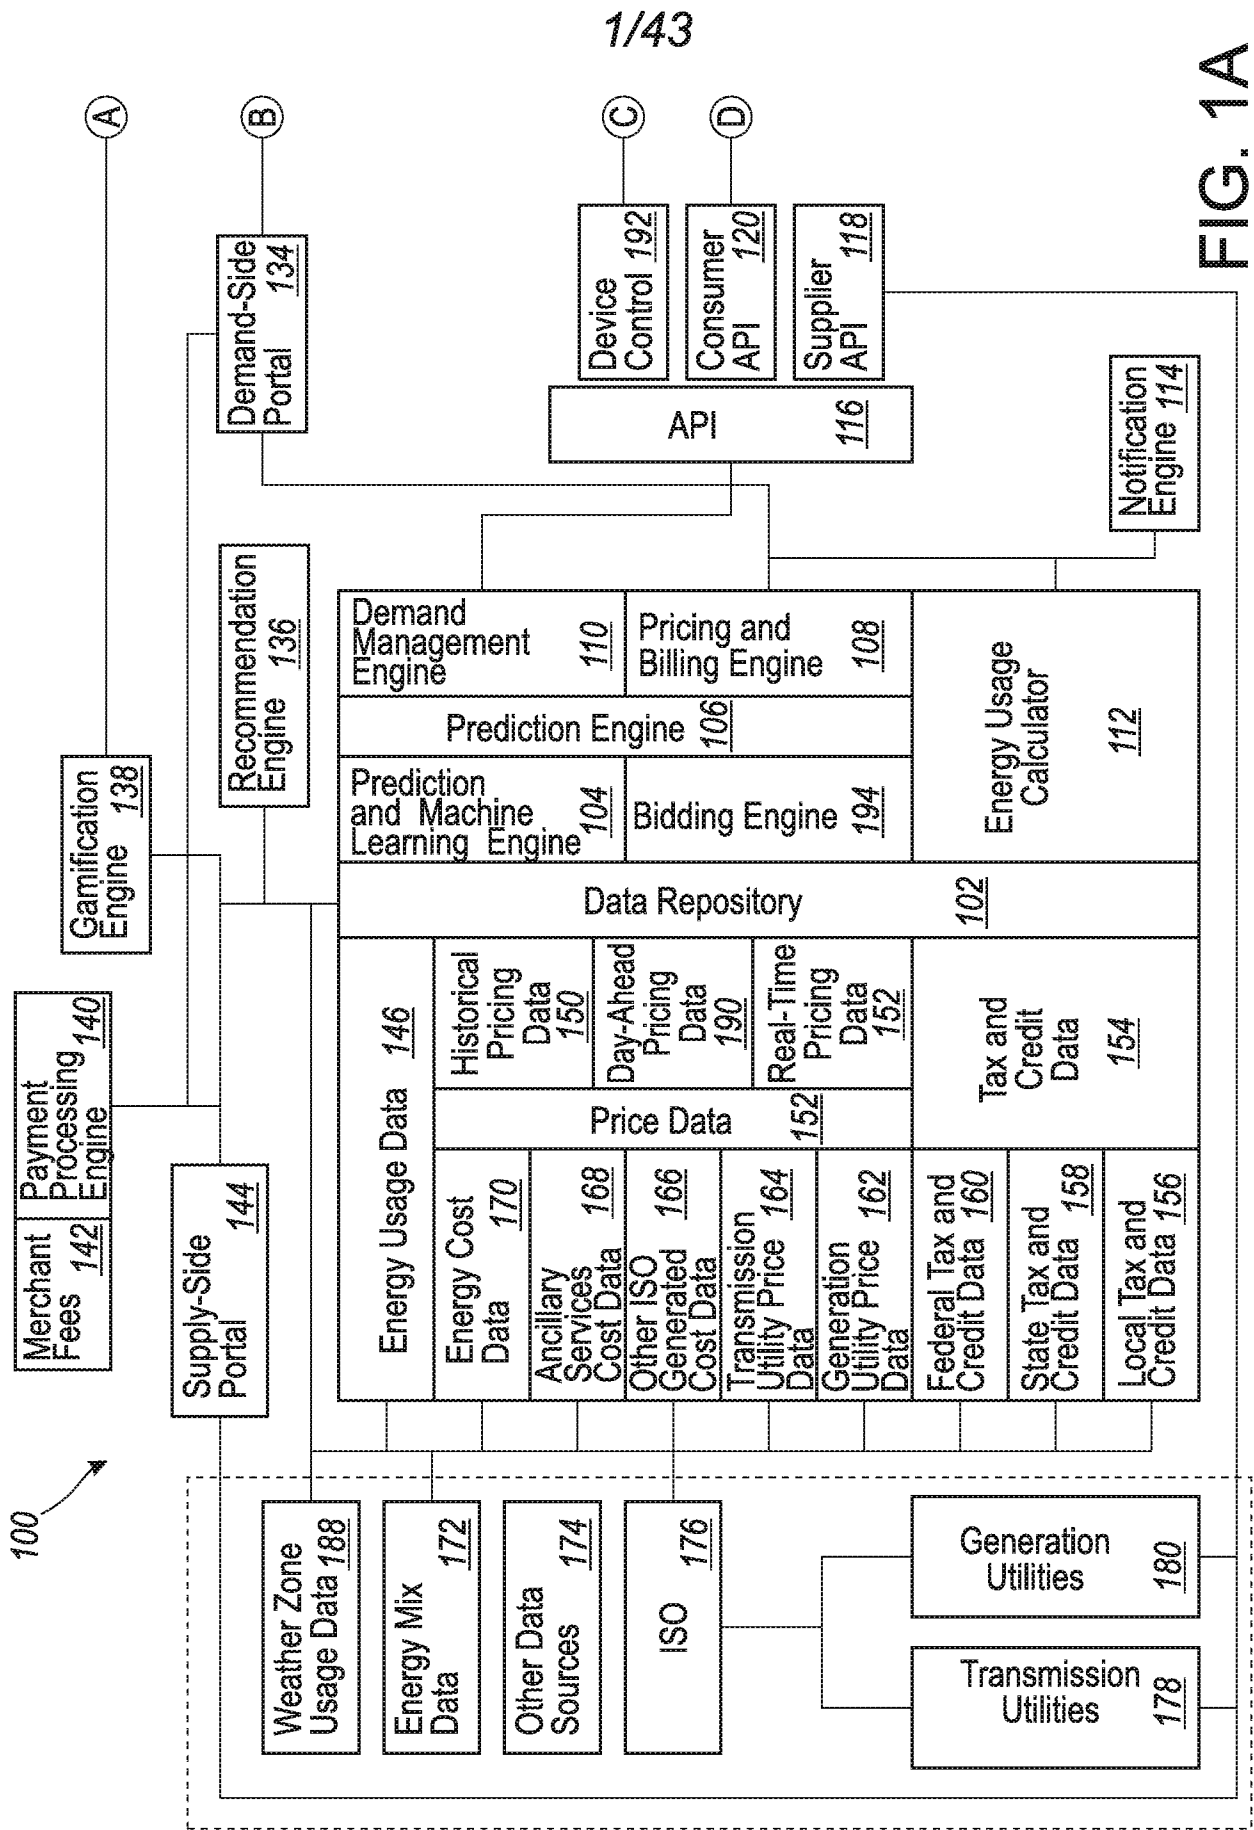 1/43
100
Merchant
Fees 142
Payment
Processing
Engine 140
Gamification
Engine 138
A
Supply-Side
Portal 144
Recommendation
Engine 136
Demand-Side
Portal 134
B
Weather Zone
Usage Data 188
Energy Mix
Data 172
Other Data
Sources 174
ISO 176
Transmission
Utilities 178
Generation
Utilities 180
Energy Usage Data 146
Energy Cost
Data 170
Ancillary
Services
Cost Data 168
Other ISO
Generated
Cost Data 166
Transmission
Utility Price
Data 164
Generation
Utility Price
Data 162
Federal Tax and
Credit Data 160
State Tax and
Credit Data 158
Local Tax and
Credit Data 156
Price Data 152
Historical
Pricing
Data
150
Day-Ahead
Pricing
Data
190
Real-Time
Pricing
Data
152
Tax and
Credit
Data 154
Data Repository 102
Prediction
and Machine
Learning Engine 104
Bidding Engine 194
Prediction Engine 106
Demand
Management
Engine 110
Pricing and
Billing Engine 108
Energy Usage
Calculator 112
API 116
Device
Control 192
C
Consumer
API 120
D
Supplier
API 118
Notification
Engine 114
FIG. 1A